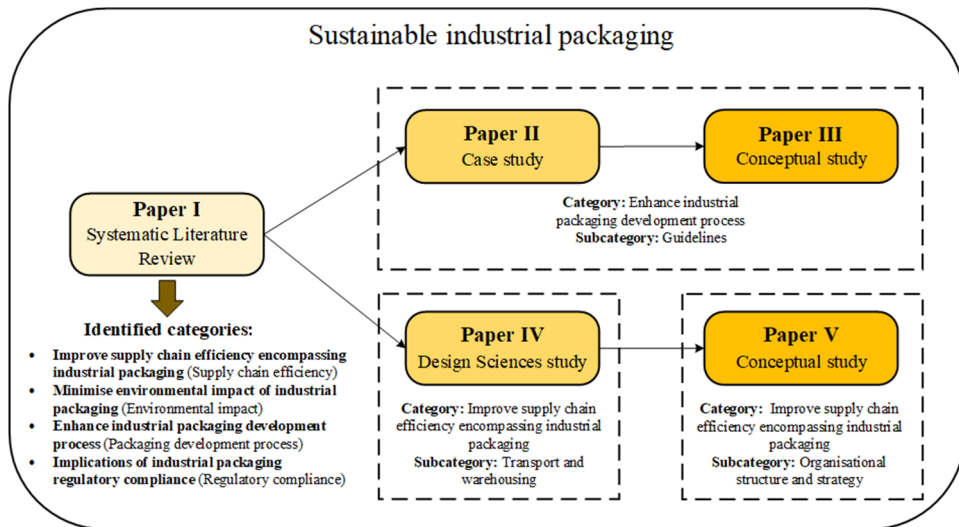 Sustainable industrial packaging
Paper I
Systematic Literature
Review
Identified categories:
• Improve supply chain efficiency encompassing
industrial packaging (Supply chain efficiency)
• Minimise environmental impact of industrial
packaging (Environmental impact)
• Enhance industrial packaging development
process (Packaging development process)
• Implications of industrial packaging
regulatory compliance (Regulatory compliance)
Paper II
Case study
Paper III
Conceptual study
Category: Enhance industrial
packaging development process
Subcategory: Guidelines
Paper IV
Design Sciences study
Category: Improve supply chain
efficiency encompassing industrial
packaging
Subcategory: Transport and
warehousing
Paper V
Conceptual study
Category: Improve supply chain
efficiency encompassing industrial
packaging
Subcategory: Organisational
structure and strategy